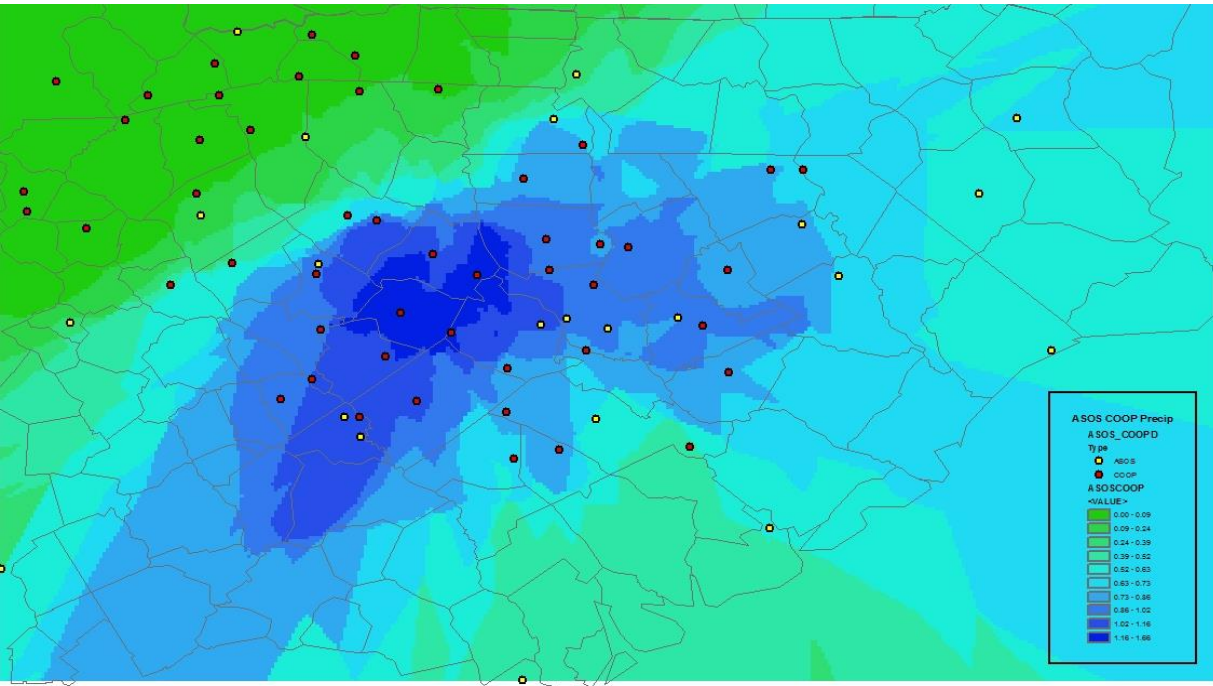 ASOS COOP Precip
ASOS_COOPD
Type
ASOS
COOP
ASOSCOOP
<VALUE>
0.00 - 0.09
0.09 - 0.24
0.24 - 0.39
0.39 - 0.52
0.52 - 0.63
0.63 - 0.73
0.73 - 0.86
0.86 - 1.02
1.02 - 1.16
1.16 - 1.66